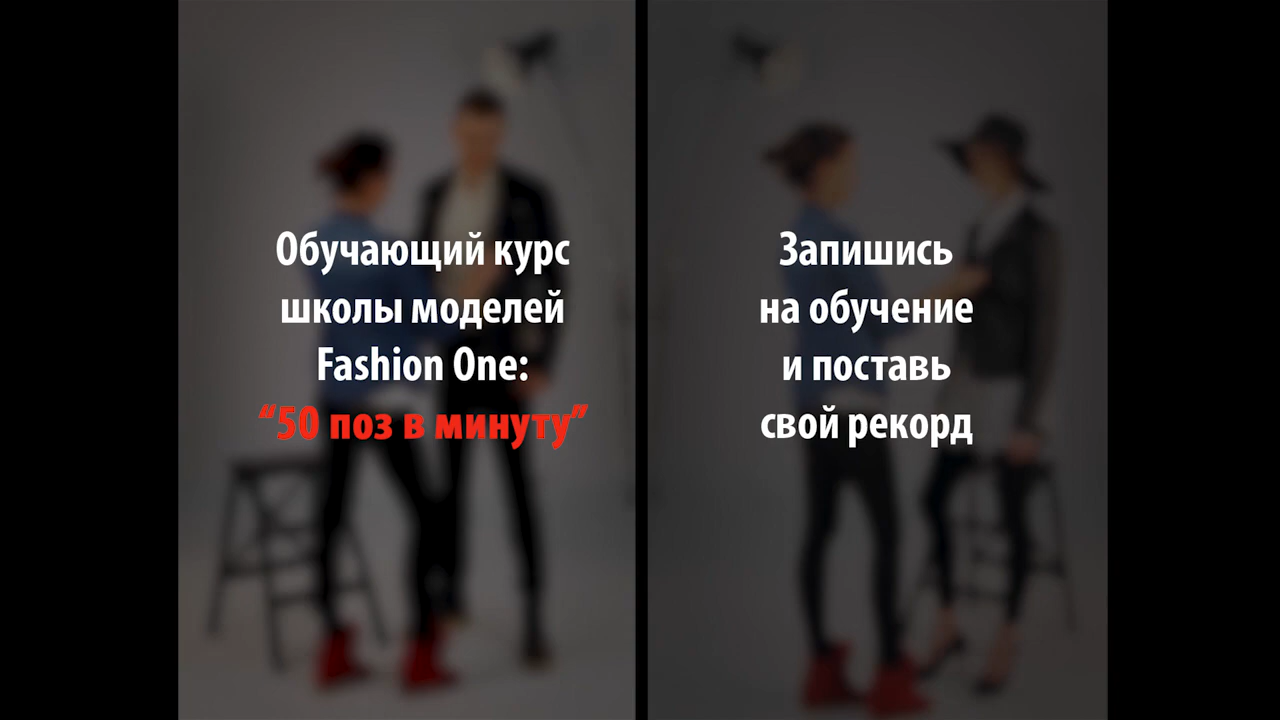 Обучающий курс
школы моделей
Fashion One:
“50 поз в минуту”
Запишись
на обучение
и поставь
свой рекорд